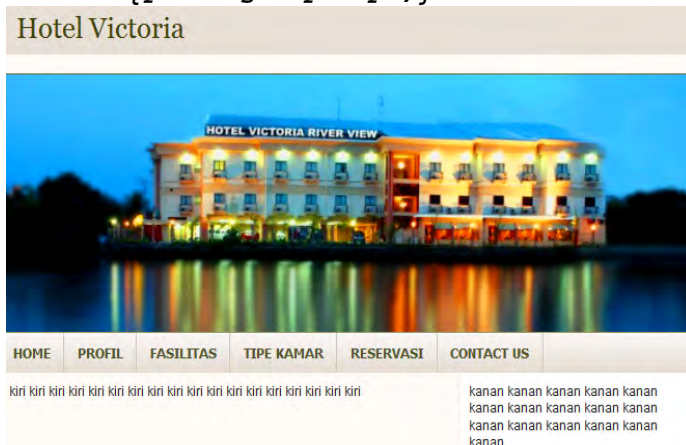 Hotel Victoria
HOTEL VICTORIA RIVER VIEW
HOME PROFIL FASILITAS TIPE KAMAR RESERVASI CONTACT US
kiri kiri kiri kiri kiri kiri kiri kiri kiri kiri kiri kiri kiri kiri kiri kiri kiri kiri kiri kiri
kanan kanan kanan kanan kanan
kanan kanan kanan kanan kanan
kanan kanan kanan kanan kanan
kanan